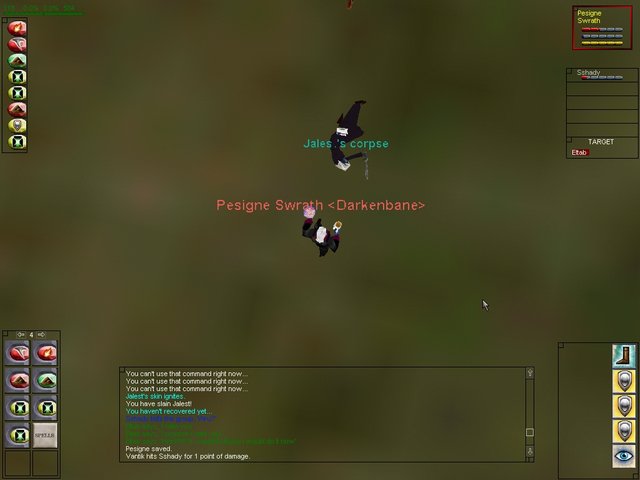 Pesigne
Swrath
Sshady
TARGET
Eltab
Jales 's corpse
Pesigne Swrath <Darkenbane>
4
SPELLS
You can't use that command right now...
You can't use that command right now...
You can't use that command right now...
Jalest's skin ignites.
You have slain Jalest!
You haven't recovered yet...
Pesigne saved.
Vantik hits Sshady for 1 point of damage.